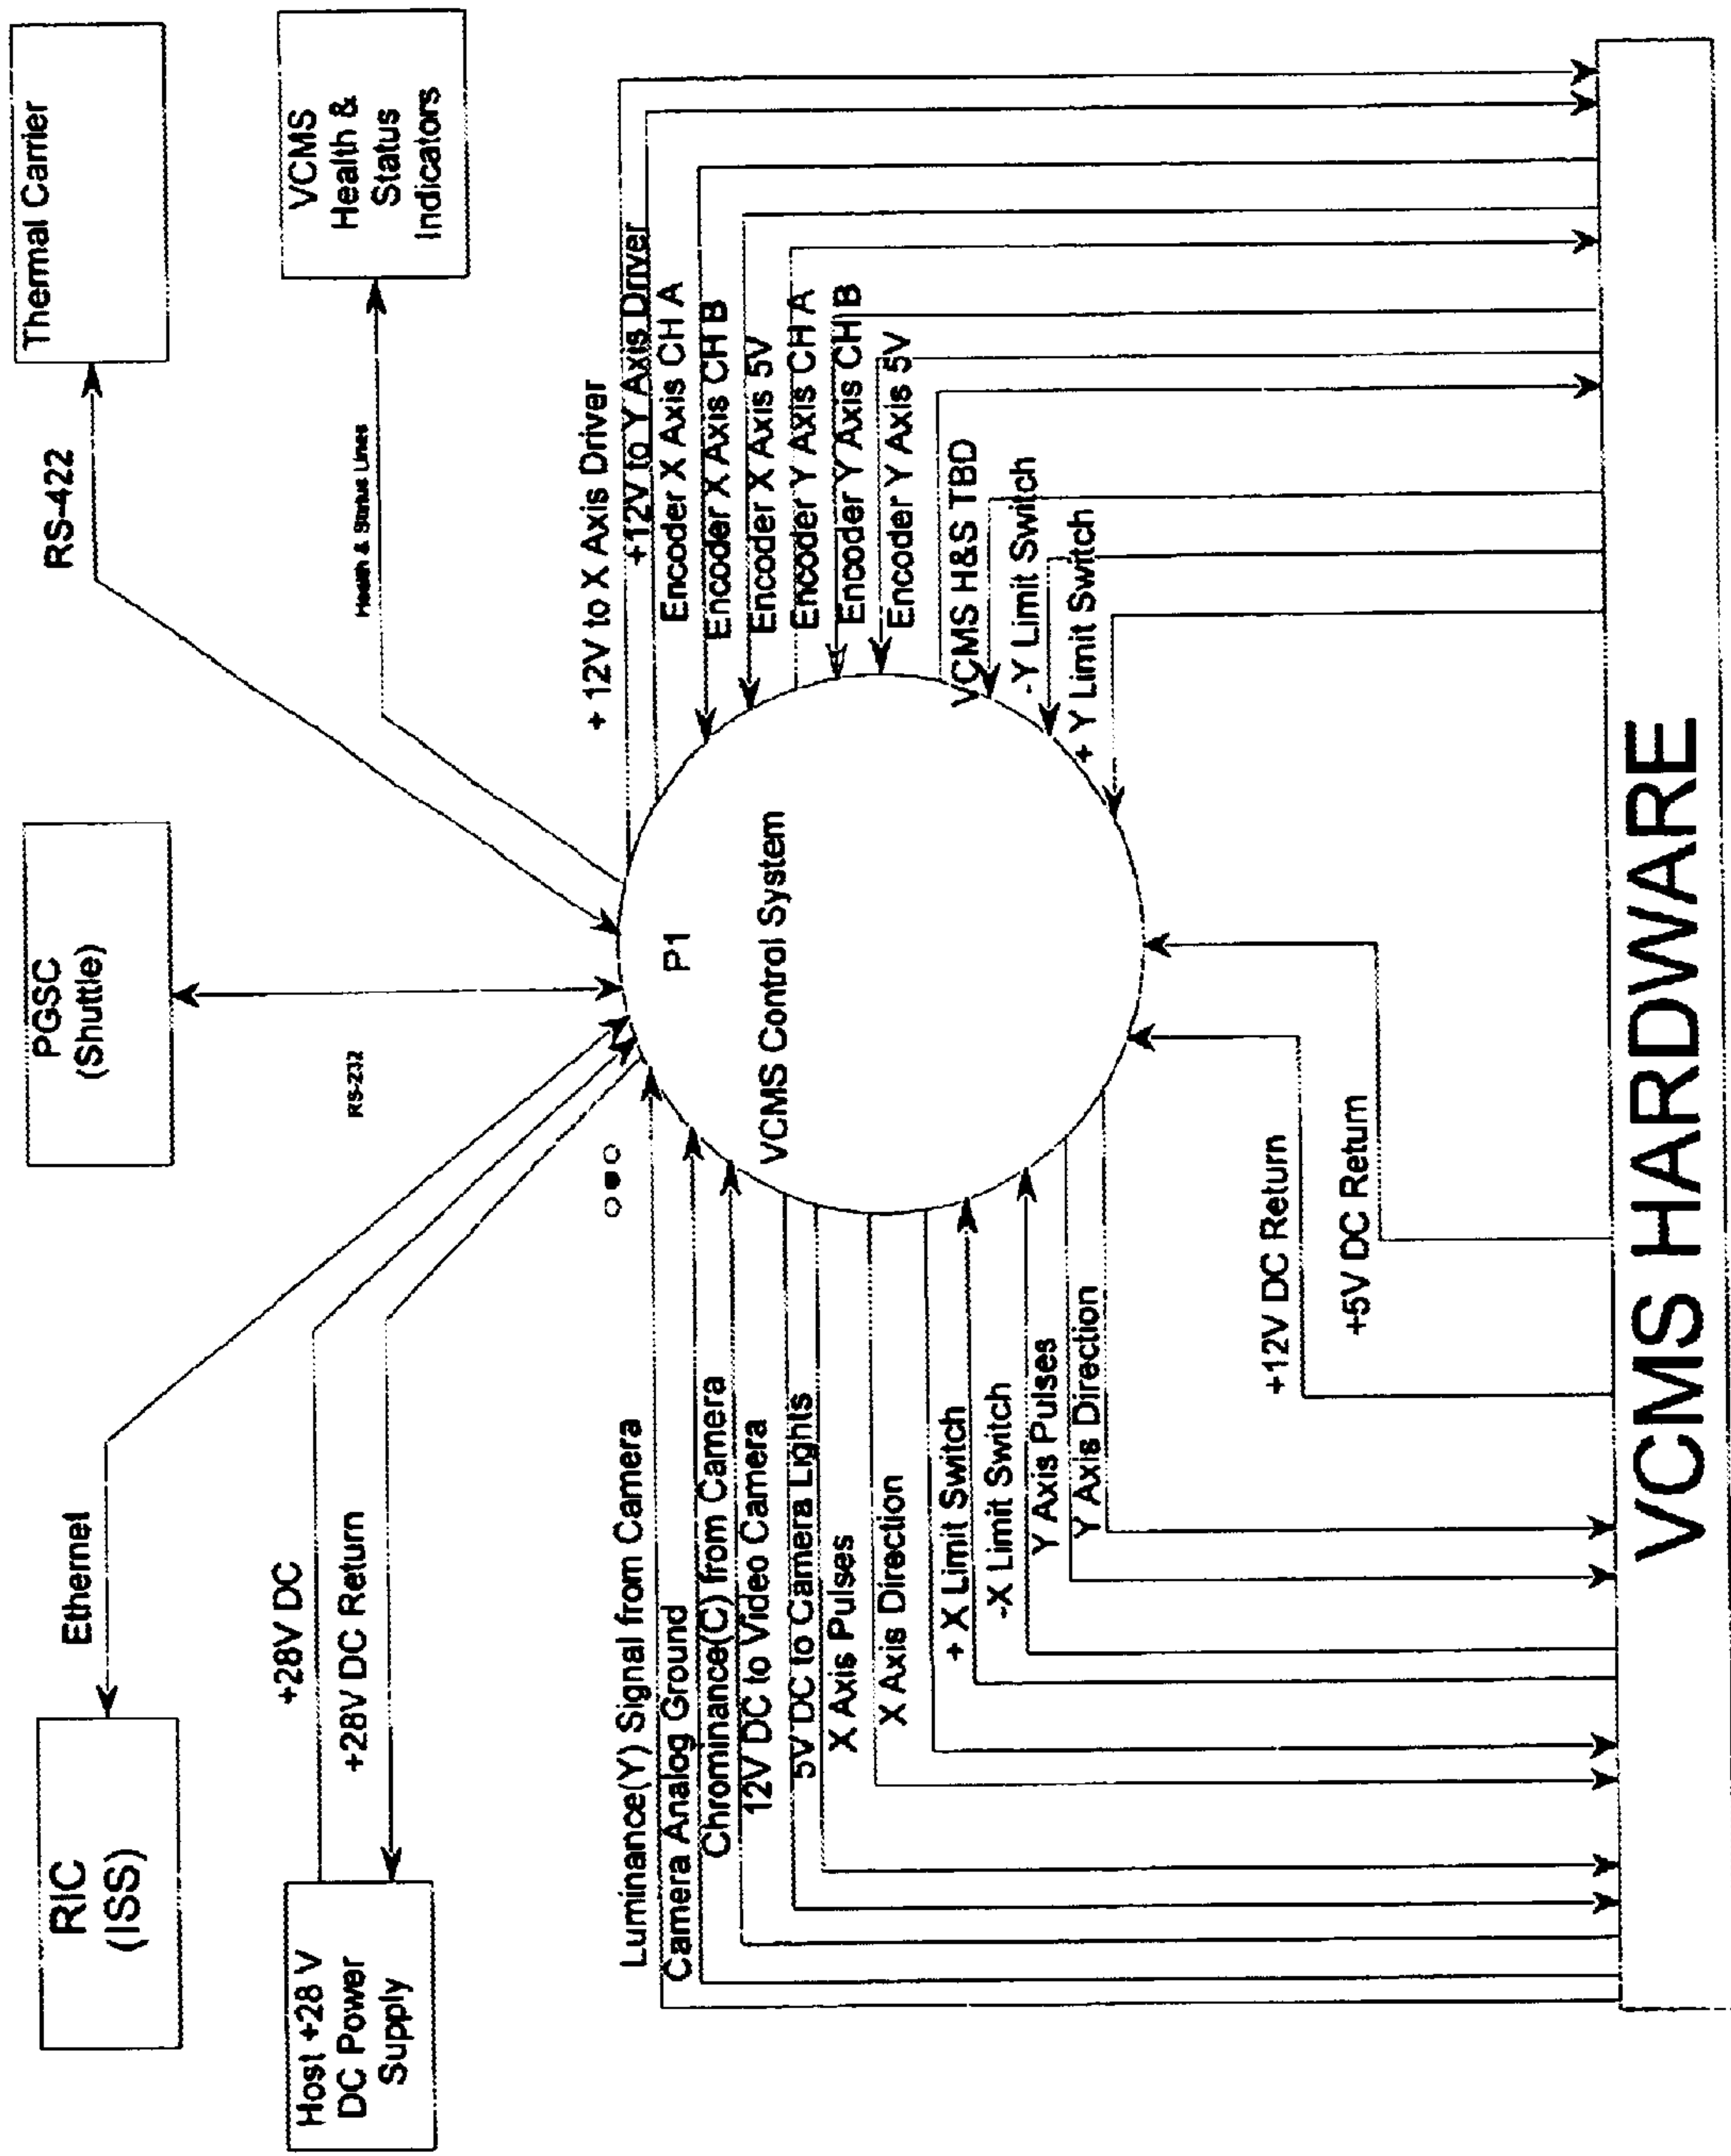 RIC
(ISS)
Ethernet
PGSC
(Shuttle)
RS-232
RS-422
Thermal Carrier
Host +28 V
DC Power
Supply
+28V DC
+28V DC Return
Health & Status Lines
VCMS
Health &
Status
Indicators
P1
VCMS Control System
Luminance(Y) Signal from Camera
Camera Analog Ground
Chrominance(C) from Camera
12V DC to Video Camera
5V DC to Camera Lights
X Axis Pulses
X Axis Direction
+ X Limit Switch
-X Limit Switch
Y Axis Pulses
Y Axis Direction
+12V DC Return
+5V DC Return
+ 12V to X Axis Driver
+12V to Y Axis Driver
Encoder X Axis CH A
Encoder X Axis CH B
Encoder X Axis 5V
Encoder Y Axis CH A
Encoder Y Axis CH B
Encoder Y Axis 5V
VCMS H&S TBD
-Y Limit Switch
+ Y Limit Switch
VCMS HARDWARE